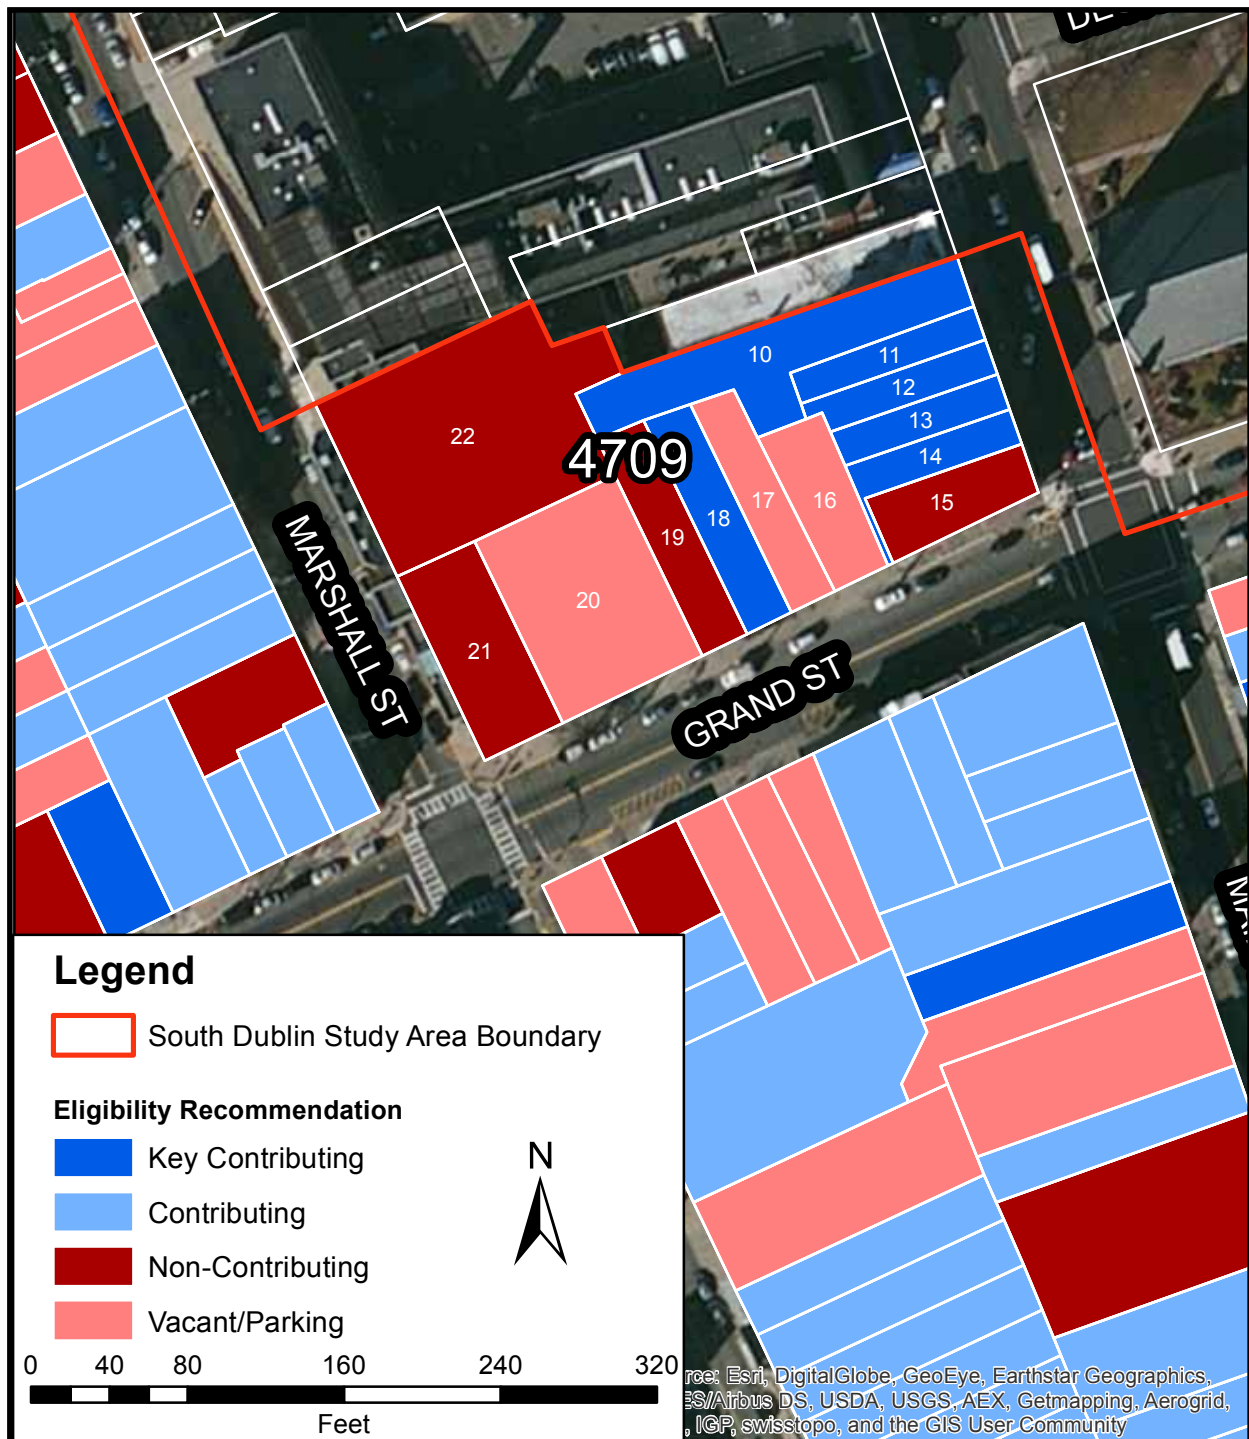 10
11
12
13
14
15
16
17
18
19
20
21
22
4709
MARSHALL ST
GRAND ST
Legend
South Dublin Study Area Boundary
Eligibility Recommendation
Key Contributing
Contributing
Non-Contributing
Vacant/Parking
N
0 40 80 160 240 320
Feet
DigitalGlobe, GeoEye, Earthstar Geographics,
DS, USDA, USGS, AEX, Getmapping, Aerogrid,
IGP, swisstopo, and the GIS User Community